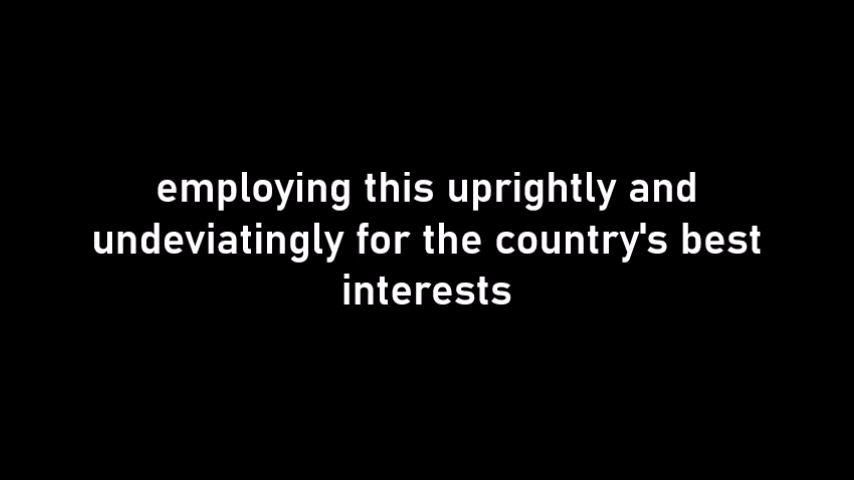 employing this uprightly and
undeviatingly for the country's best
interests